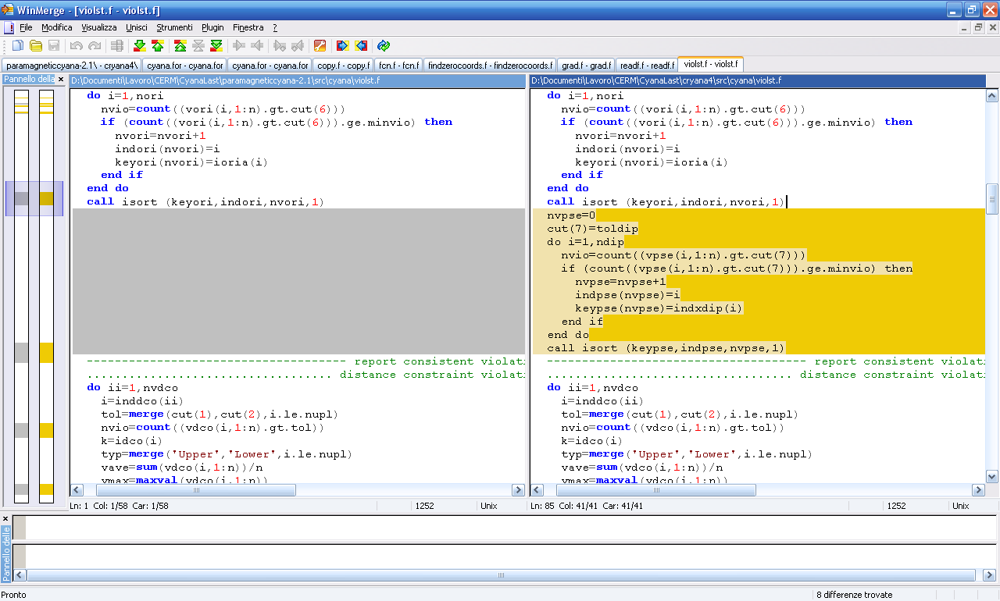 WinMerge - [violst.f - violst.f]
File Modifica Visualizza Unisci Strumenti Plugin Finestra ?
paramagneticcyana-2.1\ - cryana4\ cyana.for - cyana.for cyana.for - cyana.for copy.f - copy.f fcn.f - fcn.f findzerocoords.f - findzerocoords.f grad.f - grad.f readf.f - readf.f violst.f - violst.f
Pannello della
D:\Documenti\Lavoro\CERM\CyanaLast\paramagneticcyana-2.1\src\cyana\violst.f
do i=1,nori
nvio=count((vori(i,1:n).gt.cut(6)))
if (count((vori(i,1:n).gt.cut(6))).ge.minvio) then
nvori=nvori+1
indori(nvori)=i
keyori(nvori)=ioria(i)
end if
end do
call isort (keyori,indori,nvori,1)
------------------------------------- report consistent violati
................................... distance constraint violati
do ii=1,nvdco
i=inddco(ii)
tol=merge(cut(1),cut(2),i.le.nupl)
nvio=count((vdco(i,1:n).gt.tol))
k=idco(i)
typ=merge('Upper','Lower',i.le.nupl)
vave=sum(vdco(i,1:n))/n
vmax=maxval(vdco(i,1:n))
Ln: 1 Col: 1/58 Car: 1/58 1252 Unix
D:\Documenti\Lavoro\CERM\CyanaLast\cryana4\src\cyana\violst.f
do i=1,nori
nvio=count((vori(i,1:n).gt.cut(6)))
if (count((vori(i,1:n).gt.cut(6))).ge.minvio) then
nvori=nvori+1
indori(nvori)=i
keyori(nvori)=ioria(i)
end if
end do
call isort (keyori,indori,nvori,1)
nvpse=0
cut(7)=toldip
do i=1,ndip
nvio=count((vpse(i,1:n).gt.cut(7)))
if (count((vpse(i,1:n).gt.cut(7))).ge.minvio) then
nvpse=nvpse+1
indpse(nvpse)=i
keypse(nvpse)=indxdip(i)
end if
end do
call isort (keypse,indpse,nvpse,1)
------------------------------------- report consistent violati
................................... distance constraint violati
do ii=1,nvdco
i=inddco(ii)
tol=merge(cut(1),cut(2),i.le.nupl)
nvio=count((vdco(i,1:n).gt.tol))
k=idco(i)
typ=merge('Upper','Lower',i.le.nupl)
vave=sum(vdco(i,1:n))/n
vmax=maxval(vdco(i,1:n))
Ln: 85 Col: 41/41 Car: 41/41 1252 Unix
Pannello delle
Pronto
8 differenze trovate